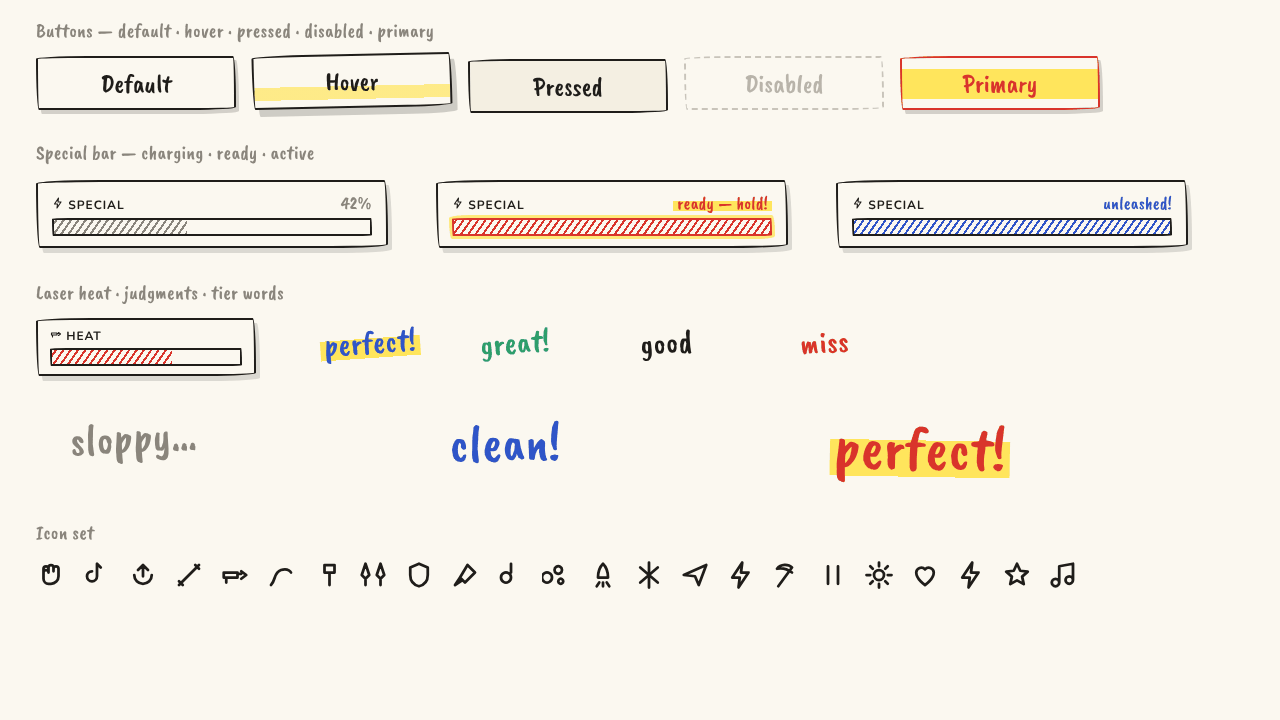 Buttons — default · hover · pressed · disabled · primary
Default Hover Pressed Disabled Primary
Special bar — charging · ready · active
SPECIAL 42% SPECIAL ready — hold! SPECIAL unleashed!
Laser heat · judgments · tier words
HEAT perfect! great! good miss
sloppy... clean! perfect!
Icon set